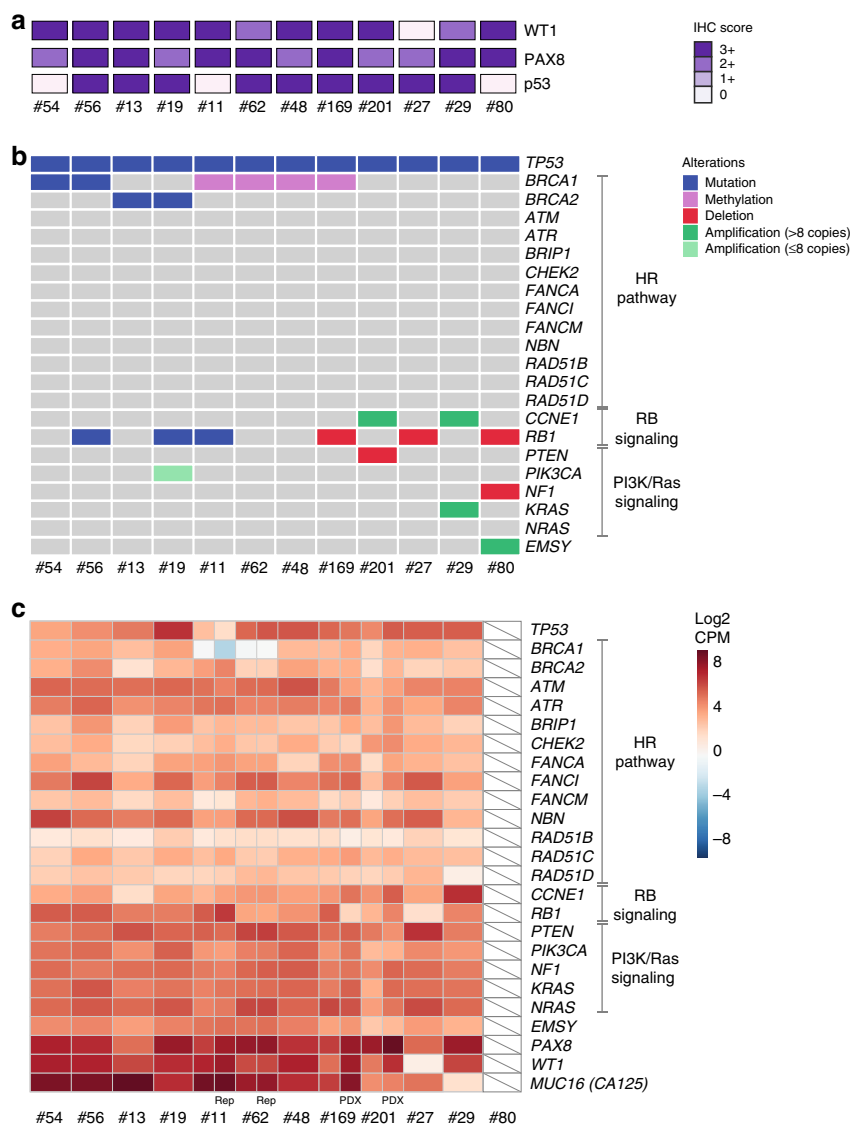 a
WT1
PAX8
p53
#54 #56 #13 #19 #11 #62 #48 #169 #201 #27 #29 #80
IHC score
3+
2+
1+
0
b
TP53
BRCA1
BRCA2
ATM
ATR
BRIP1
CHEK2
FANCA
FANCI
FANCM
NBN
RAD51B
RAD51C
RAD51D
CCNE1
RB1
PTEN
PIK3CA
NF1
KRAS
NRAS
EMSY
#54 #56 #13 #19 #11 #62 #48 #169 #201 #27 #29 #80
HR
pathway
RB
signaling
PI3K/Ras
signaling
Alterations
Mutation
Methylation
Deletion
Amplification (>8 copies)
Amplification (≤8 copies)
c
TP53
BRCA1
BRCA2
ATM
ATR
BRIP1
CHEK2
FANCA
FANCI
FANCM
NBN
RAD51B
RAD51C
RAD51D
CCNE1
RB1
PTEN
PIK3CA
NF1
KRAS
NRAS
EMSY
PAX8
WT1
MUC16 (CA125)
Rep Rep PDX PDX
#54 #56 #13 #19 #11 #62 #48 #169 #201 #27 #29 #80
HR
pathway
RB
signaling
PI3K/Ras
signaling
Log2
CPM
8
4
0
−4
−8